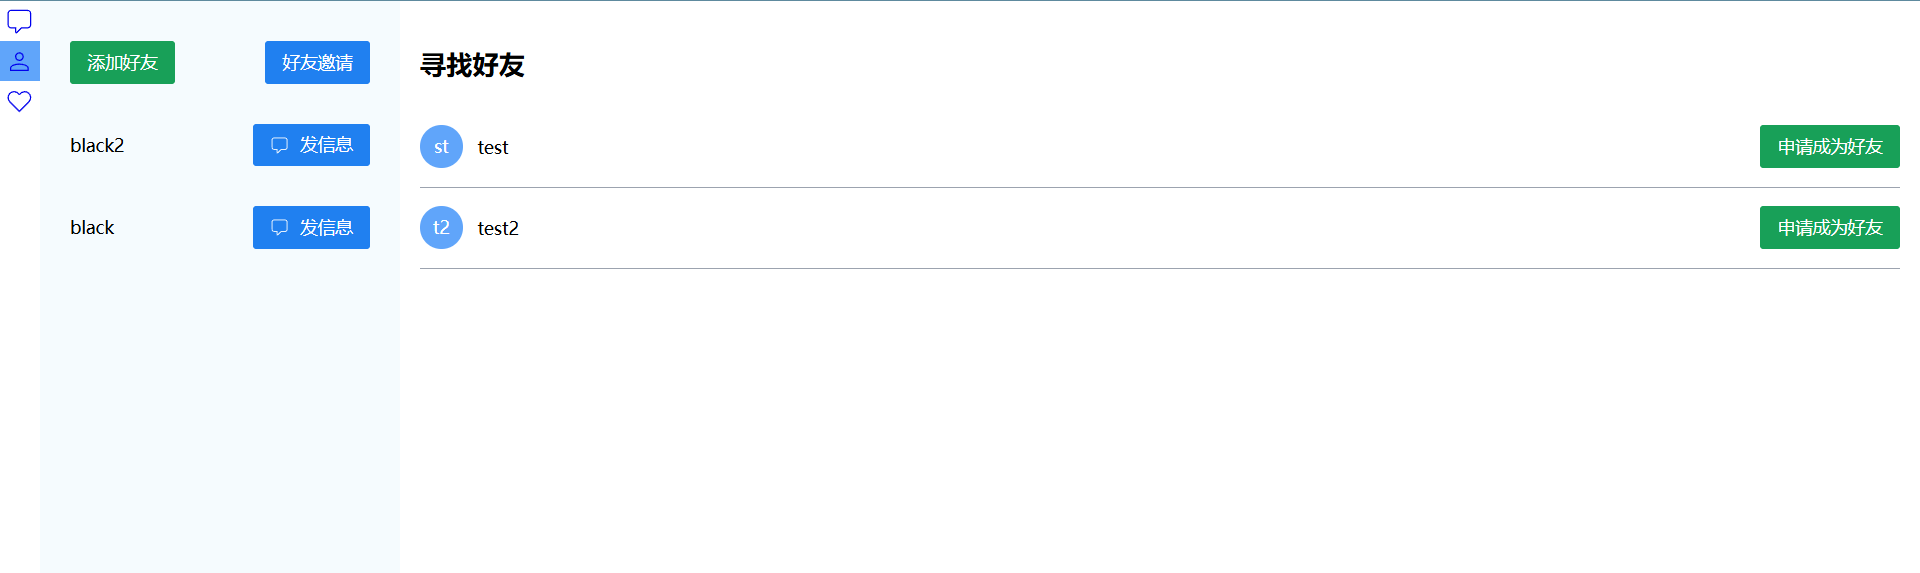 添加好友
好友邀请
black2
发信息
black
发信息
寻找好友
st
test
申请成为好友
t2
test2
申请成为好友